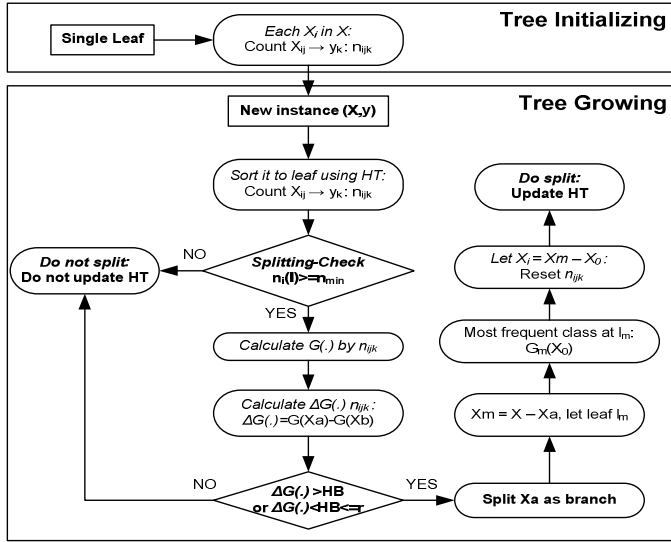 Tree Initializing
Single Leaf
Each Xi in X:
Count Xij → yk: nijk
Tree Growing
New instance (X,y)
Sort it to leaf using HT:
Count Xij → yk: nijk
Splitting-Check
ni(l)>=nmin
NO
Do not split:
Do not update HT
YES
Calculate G(.) by nijk
Calculate ΔG(.) nijk:
ΔG(.)=G(Xa)-G(Xb)
ΔG(.)>HB
or ΔG(.)<HB<=r
NO
YES
Split Xa as branch
Xm = X – Xa, let leaf lm
Most frequent class at lm:
Gm(X0)
Let Xi = Xm – X0:
Reset nijk
Do split:
Update HT